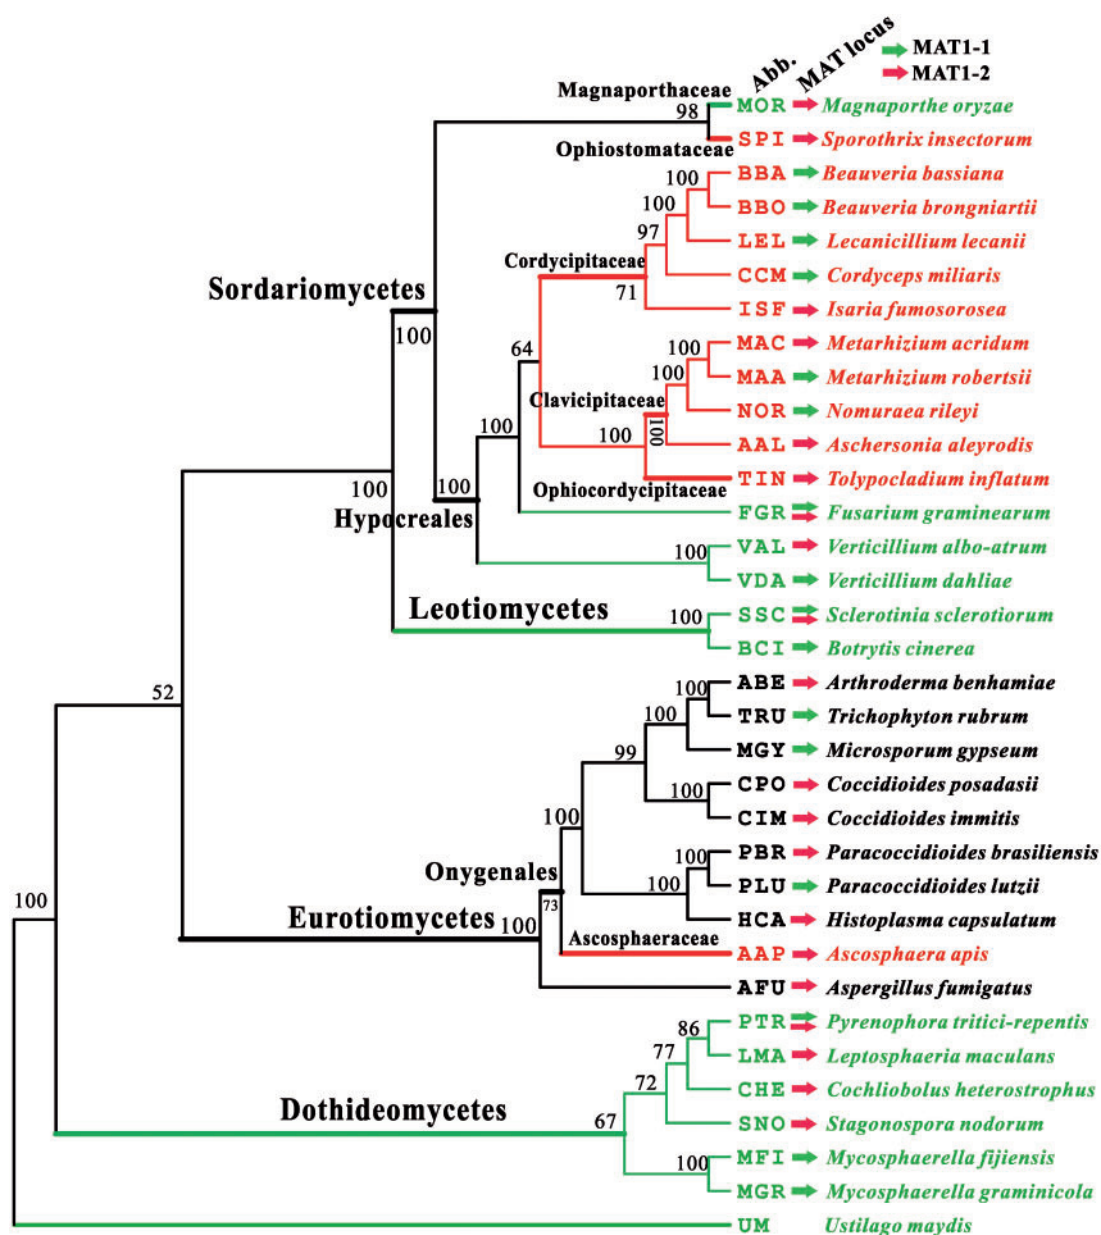 Abb.
MAT locus
MAT1-1
MAT1-2
Magnaporthaceae
98
MOR Magnaporthe oryzae
Ophiostomataceae
SPI Sporothrix insectorum
100
BBA Beauveria bassiana
100
BBO Beauveria brongniartii
97
LEL Lecanicillium lecanii
Cordycipitaceae
71
CCM Cordyceps miliaris
Sordariomycetes
100
ISF Isaria fumosorosea
64
100
MAC Metarhizium acridum
100
MAA Metarhizium robertsii
Clavicipitaceae
100
NOR Nomuraea rileyi
100
100
AAL Aschersonia aleyrodis
100
100
Ophiocordycipitaceae
TIN Tolypocladium inflatum
Hypocreales
FGR Fusarium graminearum
100
VAL Verticillium albo-atrum
VDA Verticillium dahliae
Leotiomycetes
100
SSC Sclerotinia sclerotiorum
BCI Botrytis cinerea
52
100
ABE Arthroderma benhamiae
100
TRU Trichophyton rubrum
99
MGY Microsporum gypseum
100
CPO Coccidioides posadasii
100
CIM Coccidioides immitis
100
PBR Paracoccidioides brasiliensis
Onygenales
100
PLU Paracoccidioides lutzii
100
73
Eurotiomycetes
100
HCA Histoplasma capsulatum
Ascosphaeraceae
AAP Ascosphaera apis
AFU Aspergillus fumigatus
86
PTR Pyrenophora tritici-repentis
77
LMA Leptosphaeria maculans
72
CHE Cochliobolus heterostrophus
Dothideomycetes
67
SNO Stagonospora nodorum
100
MFI Mycosphaerella fijiensis
MGR Mycosphaerella graminicola
UM Ustilago maydis